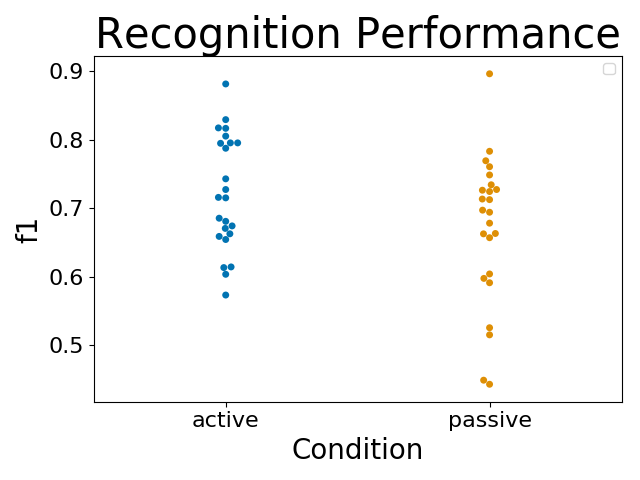 Recognition Performance
0.9
0.8
0.7
0.6
0.5
f1
active passive
Condition